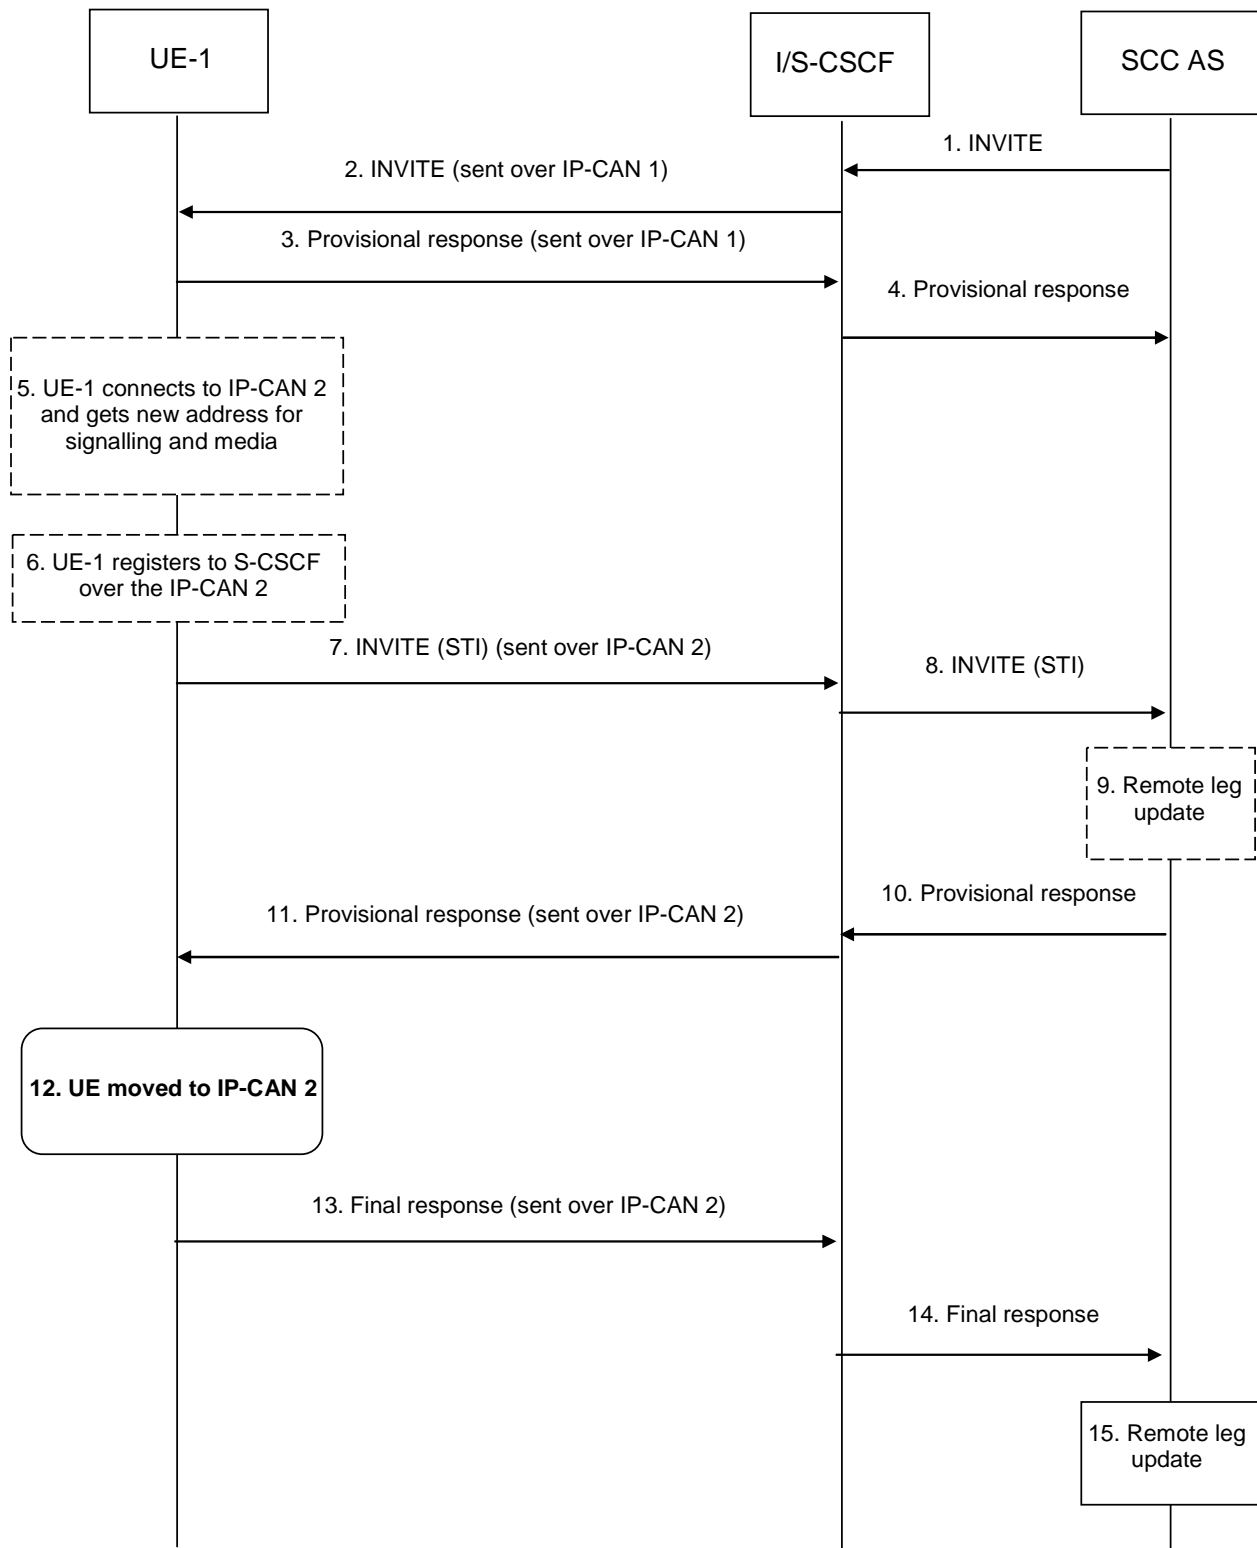 UE-1
I/S-CSCF
SCC AS
1. INVITE
2. INVITE (sent over IP-CAN 1)
3. Provisional response (sent over IP-CAN 1)
4. Provisional response
5. UE-1 connects to IP-CAN 2
and gets new address for
signalling and media
6. UE-1 registers to S-CSCF
over the IP-CAN 2
7. INVITE (STI) (sent over IP-CAN 2)
8. INVITE (STI)
9. Remote leg
update
10. Provisional response
11. Provisional response (sent over IP-CAN 2)
12. UE moved to IP-CAN 2
13. Final response (sent over IP-CAN 2)
14. Final response
15. Remote leg
update